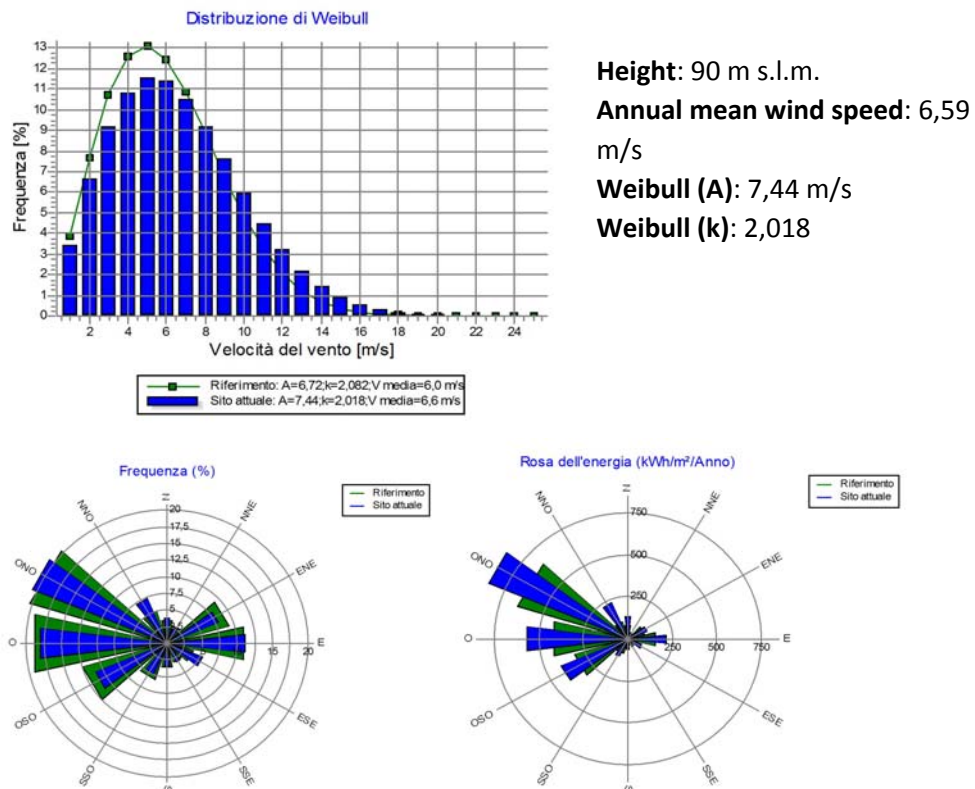 Distribuzione di Weibull
Frequenza [%]
13
12
11
10
9
8
7
6
5
4
3
2
1
0
2 4 6 8 10 12 14 16 18 20 22 24
Velocità del vento [m/s]
Riferimento: A=6,72;k=2,082;V media=6,0 m/s
Sito attuale: A=7,44;k=2,018;V media=6,6 m/s
Height: 90 m s.l.m.
Annual mean wind speed: 6,59
m/s
Weibull (A): 7,44 m/s
Weibull (k): 2,018
Frequenza (%)
Riferimento
Sito attuale
N
NNE
ENE
E
ESE
SSE
SSO
OSO
O
ONO
NNO
20
17,5
15
12,5
10
7,5
5
15 20
Rosa dell'energia (kWh/m²/Anno)
Riferimento
Sito attuale
N
NNE
ENE
E
ESE
SSE
S
SSO
OSO
O
ONO
NNO
750
500
250
250 500 750